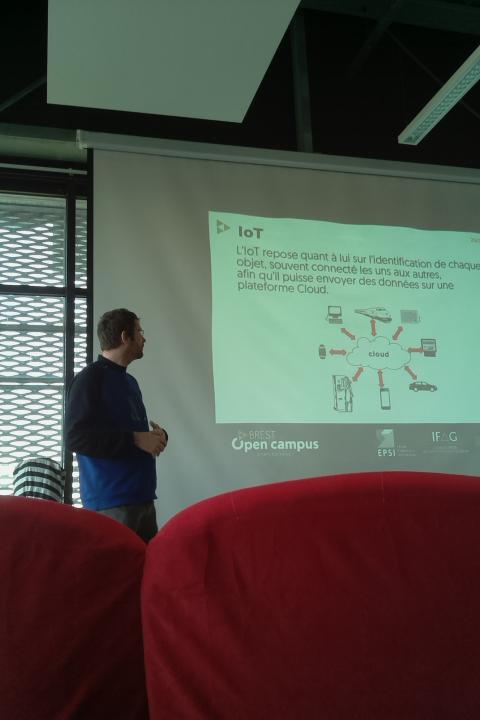 IoT
L'IoT repose quant à lui sur l'identification de chaque
objet, souvent connecté les uns aux autres,
afin qu'il puisse envoyer des données sur une
plateforme Cloud.
cloud
BREST
Open campus
EPSI
IFAG